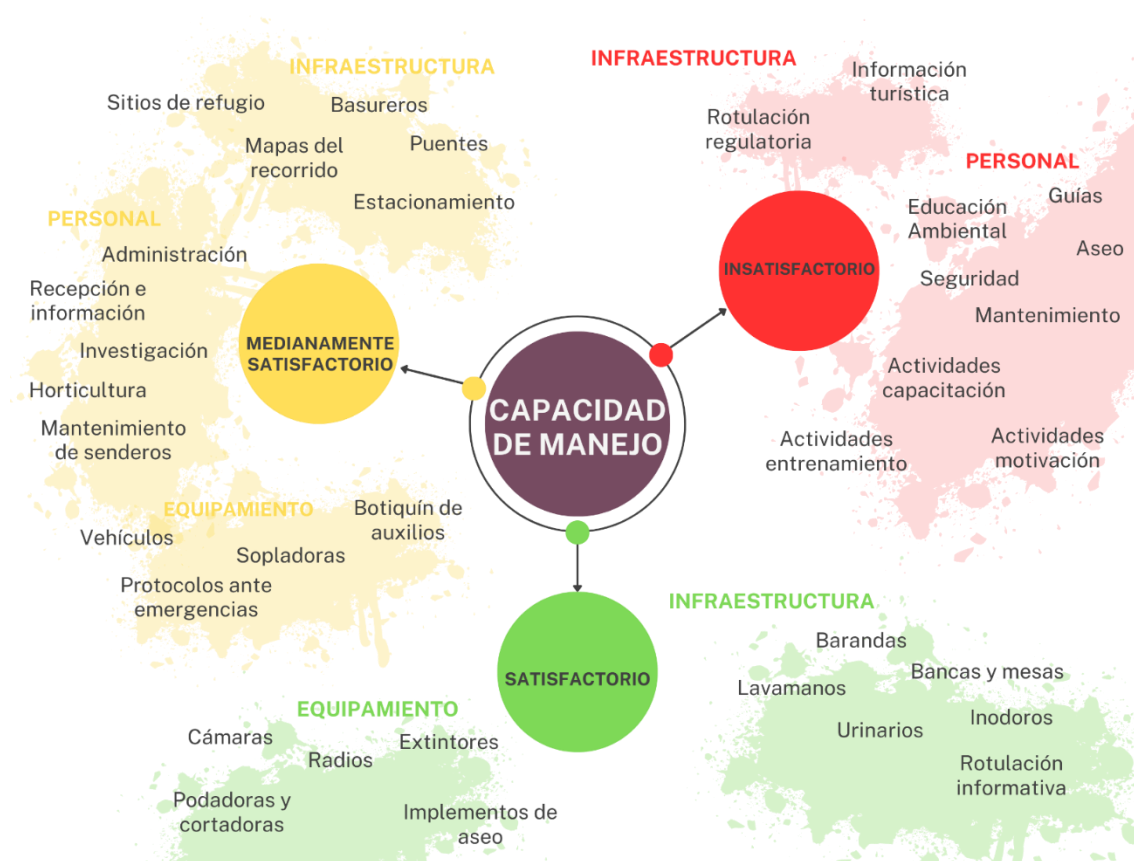 INFRAESTRUCTURA
Sitios de refugio
Basureros
Mapas del
recorrido
Puentes
Estacionamiento
PERSONAL
Administración
Recepción e
información
Investigación
Horticultura
Mantenimiento
de senderos
EQUIPAMIENTO
Botiquín de
auxilios
Vehículos
Sopladoras
Protocolos ante
emergencias
MEDIANAMENTE
SATISFACTORIO
CAPACIDAD
DE MANEJO
INFRAESTRUCTURA
Información
turística
Rotulación
regulatoria
PERSONAL
Guías
Educación
Ambiental
Aseo
Seguridad
Mantenimiento
Actividades
capacitación
Actividades
entrenamiento
Actividades
motivación
INSATISFACTORIO
SATISFACTORIO
EQUIPAMIENTO
Cámaras
Radios
Extintores
Podadoras y
cortadoras
Implementos de
aseo
INFRAESTRUCTURA
Barandas
Bancas y mesas
Lavamanos
Urinarios
Inodoros
Rotulación
informativa